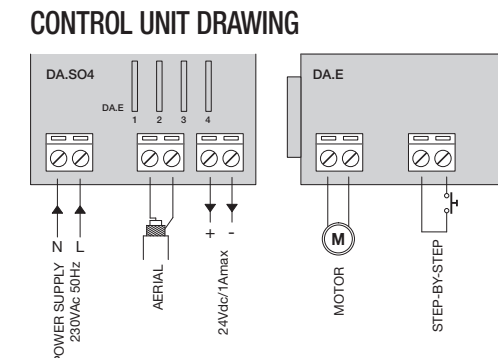 CONTROL UNIT DRAWING
DA.SO4
DA.E
1 2 3 4
N L
POWER SUPPLY
230VAc 50Hz
AERIAL
+ -
24Vdc/1Amax
DA.E
M
MOTOR
STEP-BY-STEP